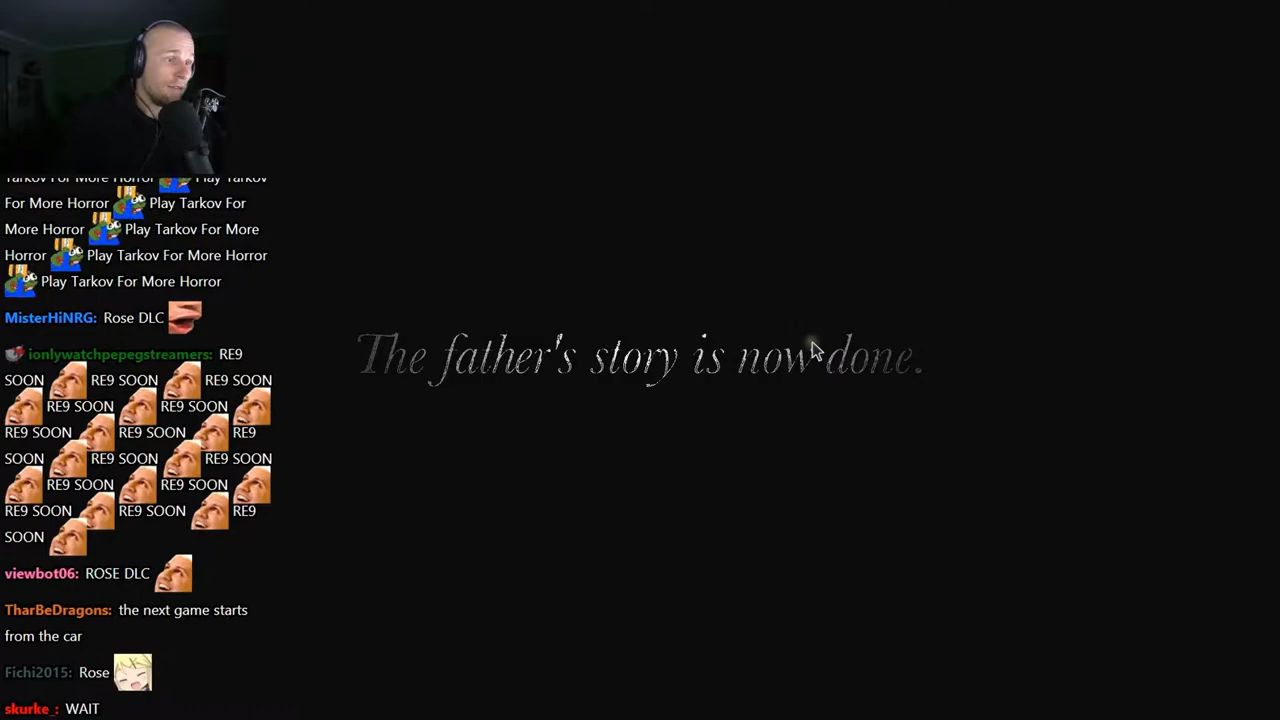 Tarkov For More Horror Play Tarkov
For More Horror Play Tarkov For
More Horror Play Tarkov For More
Horror Play Tarkov For More Horror
Play Tarkov For More Horror
MisterHiNRG: Rose DLC
ionlywatchpepegstreamers: RE9
SOON RE9 SOON RE9 SOON
RE9 SOON RE9 SOON
RE9 SOON RE9 SOON RE9
SOON RE9 SOON RE9 SOON
RE9 SOON RE9 SOON
RE9 SOON RE9 SOON RE9
SOON
viewbot06: ROSE DLC
TharBeDragons: the next game starts
from the car
Fichi2015: Rose
skurke_: WAIT
The father's story is now done.